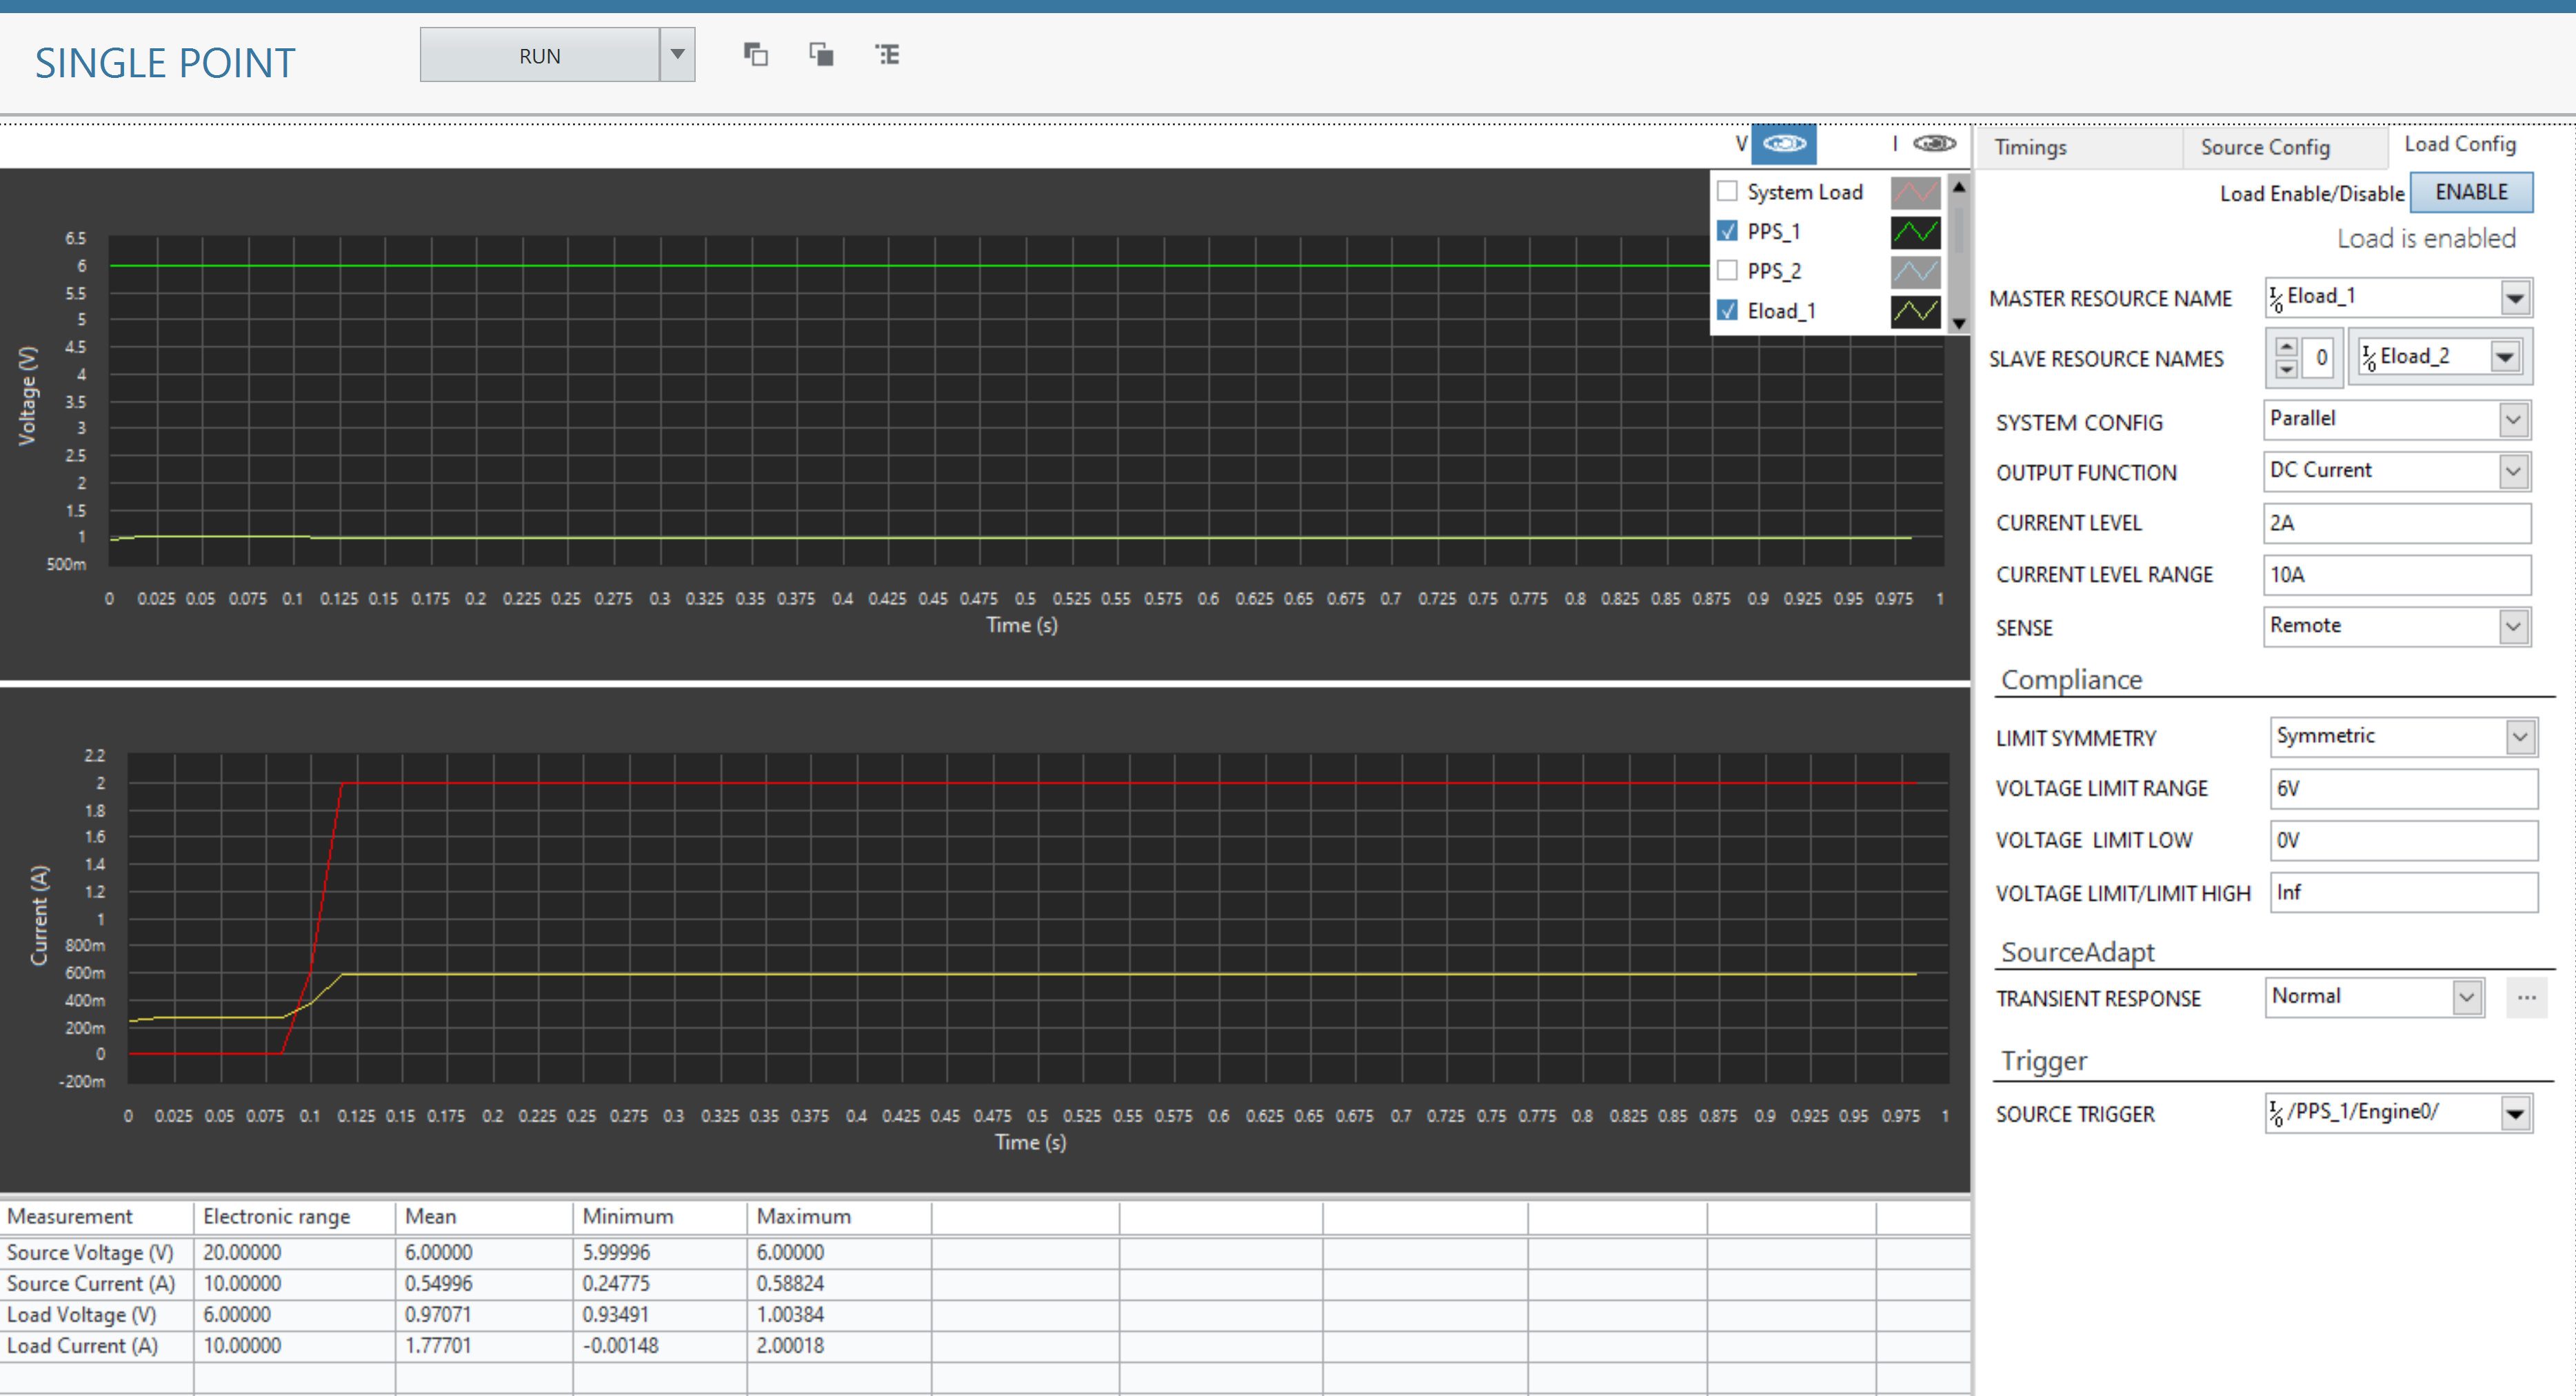 SINGLE POINT
RUN
V
I
System Load
PPS_1
PPS_2
Eload_1
Voltage (V)
6.5
6
5.5
5
4.5
4
3.5
3
2.5
2
1.5
1
500m
0 0.025 0.05 0.075 0.1 0.125 0.15 0.175 0.2 0.225 0.25 0.275 0.3 0.325 0.35 0.375 0.4 0.425 0.45 0.475 0.5 0.525 0.55 0.575 0.6 0.625 0.65 0.675 0.7 0.725 0.75 0.775 0.8 0.825 0.85 0.875 0.9 0.925 0.95 0.975 1
Time (s)
Current (A)
2.2
2
1.8
1.6
1.4
1.2
1
800m
600m
400m
200m
0
-200m
0 0.025 0.05 0.075 0.1 0.125 0.15 0.175 0.2 0.225 0.25 0.275 0.3 0.325 0.35 0.375 0.4 0.425 0.45 0.475 0.5 0.525 0.55 0.575 0.6 0.625 0.65 0.675 0.7 0.725 0.75 0.775 0.8 0.825 0.85 0.875 0.9 0.925 0.95 0.975 1
Time (s)
Measurement Electronic range Mean Minimum Maximum
Source Voltage (V) 20.00000 6.00000 5.99996 6.00000
Source Current (A) 10.00000 0.54996 0.24775 0.58824
Load Voltage (V) 6.00000 0.97071 0.93491 1.00384
Load Current (A) 10.00000 1.77701 -0.00148 2.00018
Timings Source Config Load Config
Load Enable/Disable ENABLE
Load is enabled
MASTER RESOURCE NAME I/0 Eload_1
SLAVE RESOURCE NAMES 0 I/0 Eload_2
SYSTEM CONFIG Parallel
OUTPUT FUNCTION DC Current
CURRENT LEVEL 2A
CURRENT LEVEL RANGE 10A
SENSE Remote
Compliance
LIMIT SYMMETRY Symmetric
VOLTAGE LIMIT RANGE 6V
VOLTAGE LIMIT LOW 0V
VOLTAGE LIMIT/LIMIT HIGH Inf
SourceAdapt
TRANSIENT RESPONSE Normal ...
Trigger
SOURCE TRIGGER I/0 /PPS_1/Engine0/